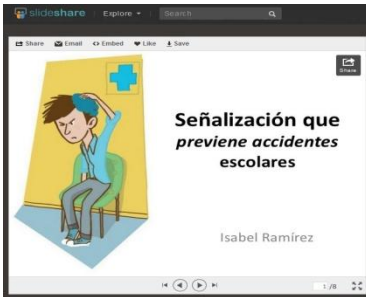 slideshare Explore Search
Share Email Embed Like Save
Share
Señalización que
previene accidentes
escolares
Isabel Ramírez
1 /8